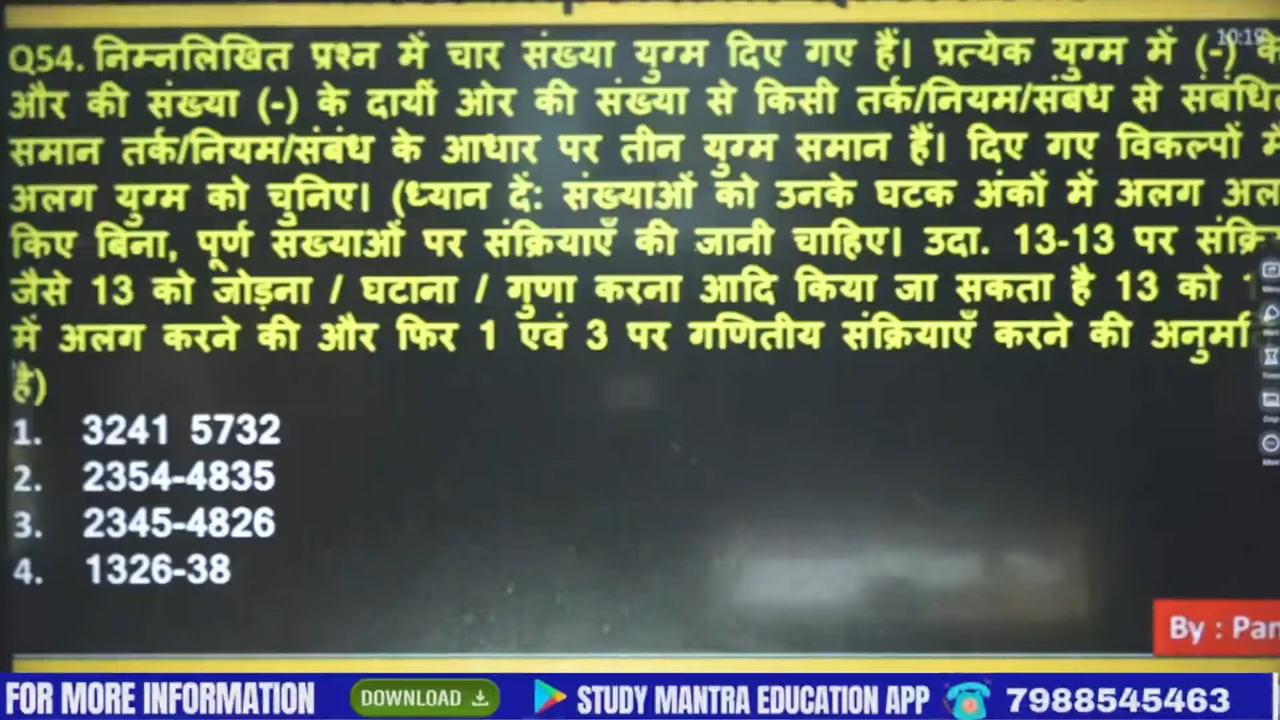 Q54. निम्नलिखित प्रश्न में चार संख्या युग्म दिए गए हैं। प्रत्येक युग्म में (-)
10:19
और की संख्या (-) के दायीं ओर की संख्या से किसी तर्क/नियम/संबंध से
समान तर्क/नियम/संबंध के आधार पर तीन युग्म समान हैं। दिए गए विकल्पों
अलग युग्म को चुनिए। (ध्यान दें: संख्याओं को उनके घटक अंकों में अलग
किए बिना, पूर्ण संख्याओं पर संक्रियाएँ की जानी चाहिए। उदा. 13-13 पर
जैसे 13 को जोड़ना / घटाना / गुणा करना आदि किया जा सकता है 13 को
में अलग करने की और फिर 1 एवं 3 पर गणितीय संक्रियाएँ करने की
है)
1. 3241 5732
2. 2354-4835
3. 2345-4826
4. 1326-38
By :
FOR MORE INFORMATION DOWNLOAD STUDY MANTRA EDUCATION APP 7988545463